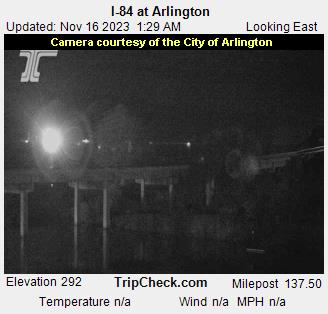 I-84 at Arlington
Updated: Nov 16 2023 1:29 AM Looking East
Camera courtesy of the City of Arlington
Elevation 292 TripCheck.com Milepost 137.50
Temperature n/a Wind n/a MPH n/a